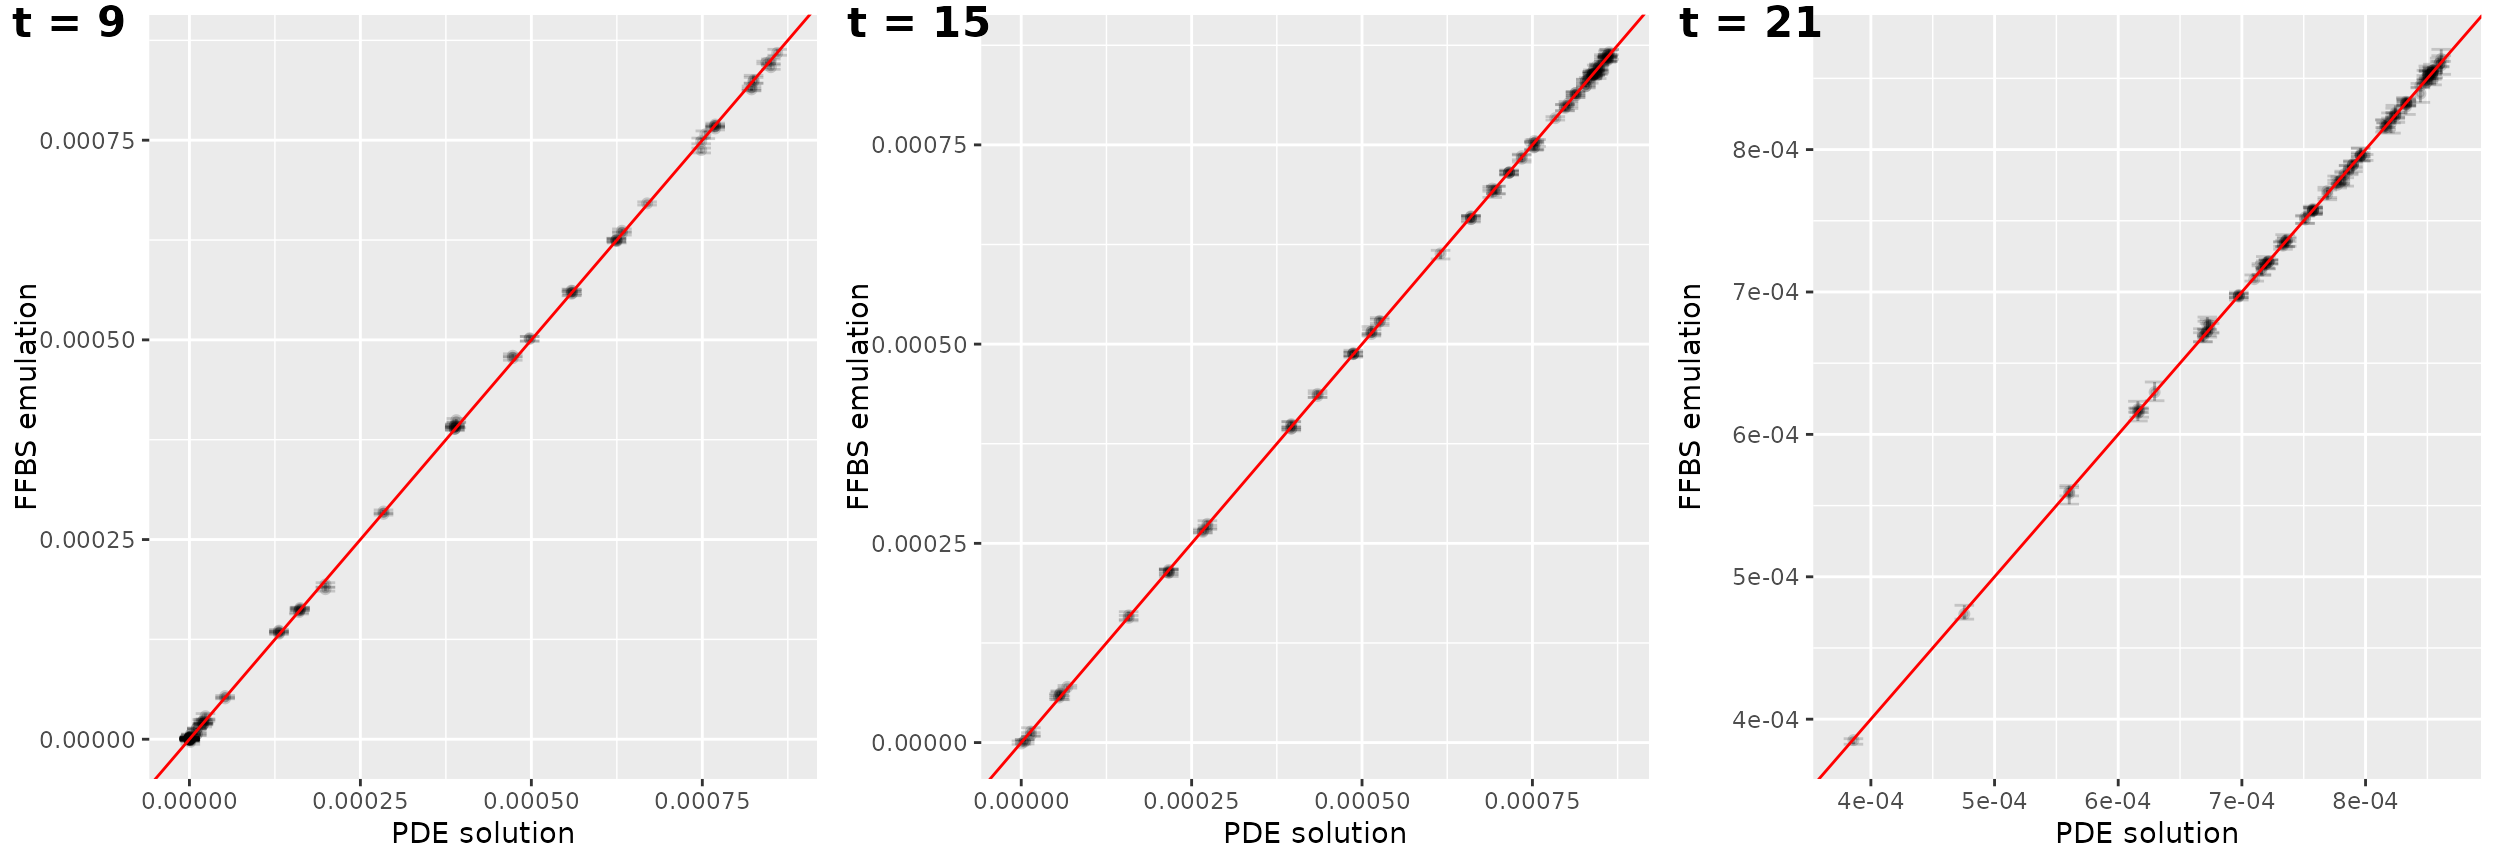 t = 9
FFBS emulation
0.00075
0.00050
0.00025
0.00000
0.00000 0.00025 0.00050 0.00075
PDE solution
t = 15
FFBS emulation
0.00075
0.00050
0.00025
0.00000
0.00000 0.00025 0.00050 0.00075
PDE solution
t = 21
FFBS emulation
8e-04
7e-04
6e-04
5e-04
4e-04
4e-04 5e-04 6e-04 7e-04 8e-04
PDE solution